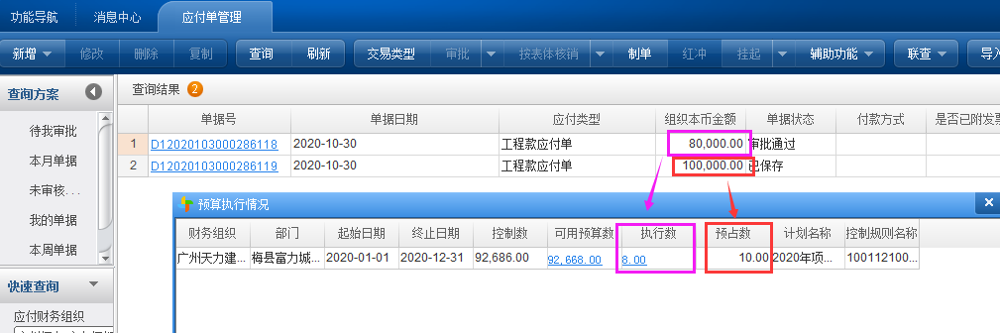 功能导航 消息中心 应付单管理
新增 修改 删除 复制 查询 刷新 交易类型 审批 按表体核销 制单 红冲 挂起 辅助功能 联查 导入
查询方案 查询结果 2
待我审批
本月单据
未审核...
我的单据
本周单据
快速查询
应付财务组织
单据号 单据日期 应付类型 组织本币金额 单据状态 付款方式 是否已附发票
1 D12020103000286118 2020-10-30 工程款应付单 80,000.00 审批通过
2 D12020103000286119 2020-10-30 工程款应付单 100,000.00 已保存
预算执行情况
财务组织 部门 起始日期 终止日期 控制数 可用预算数 执行数 预占数 计划名称 控制规则名称
广州天力建... 梅县富力城... 2020-01-01 2020-12-31 92,686.00 92,668.00 8.00 10.00 2020年项... 100112100...